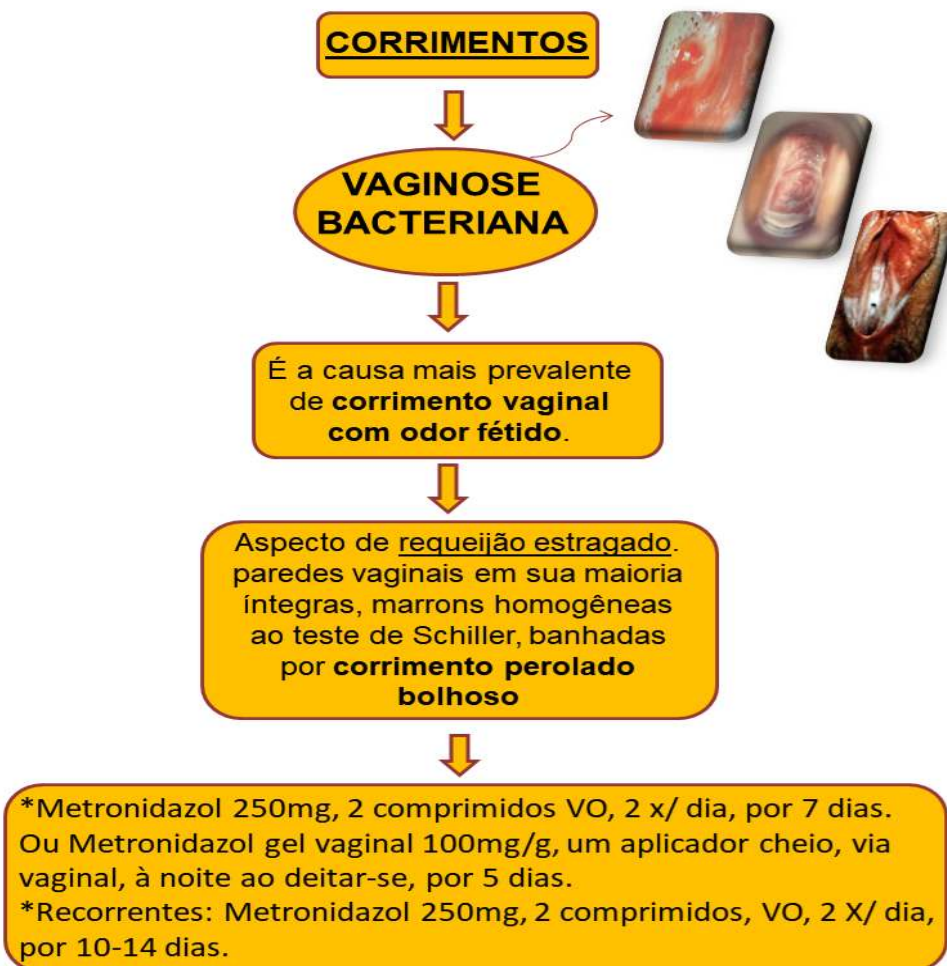 CORRIMENTOS
VAGINOSE
BACTERIANA
É a causa mais prevalente
de corrimento vaginal
com odor fétido.
Aspecto de requeijão estragado.
paredes vaginais em sua maioria
íntegras, marrons homogêneas
ao teste de Schiller, banhadas
por corrimento perolado
bolhoso
*Metronidazol 250mg, 2 comprimidos VO, 2 x/ dia, por 7 dias.
Ou Metronidazol gel vaginal 100mg/g, um aplicador cheio, via
vaginal, à noite ao deitar-se, por 5 dias.
*Recorrentes: Metronidazol 250mg, 2 comprimidos, VO, 2 X/ dia,
por 10-14 dias.